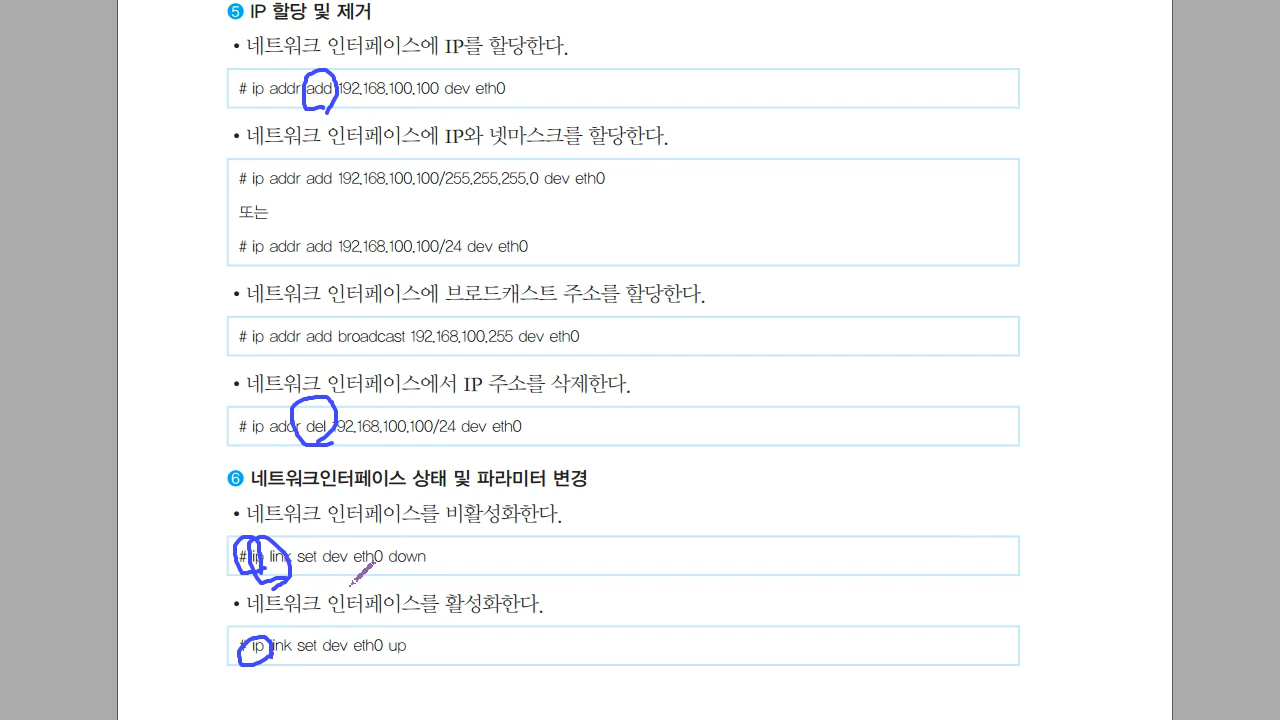 ❺ IP 할당 및 제거
• 네트워크 인터페이스에 IP를 할당한다.
# ip addr add 192.168.100.100 dev eth0
• 네트워크 인터페이스에 IP와 넷마스크를 할당한다.
# ip addr add 192.168.100.100/255.255.255.0 dev eth0
또는
# ip addr add 192.168.100.100/24 dev eth0
• 네트워크 인터페이스에 브로드캐스트 주소를 할당한다.
# ip addr add broadcast 192.168.100.255 dev eth0
• 네트워크 인터페이스에서 IP 주소를 삭제한다.
# ip addr del 192.168.100.100/24 dev eth0
❻ 네트워크인터페이스 상태 및 파라미터 변경
• 네트워크 인터페이스를 비활성화한다.
# ip link set dev eth0 down
• 네트워크 인터페이스를 활성화한다.
# ip link set dev eth0 up